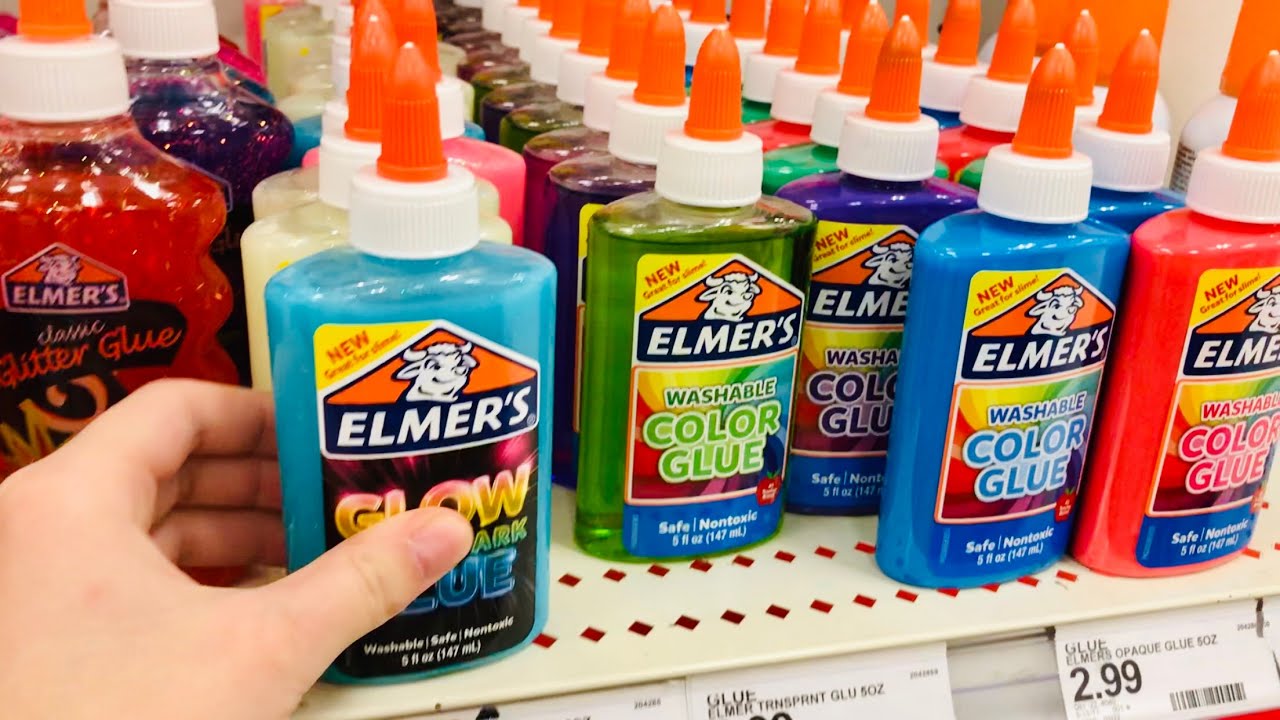 ELMER'S
classic
Glitter Glue
NEW
Great for slime!
ELMER'S®
GLOW
ARK
Washable | Safe | Nontoxic
5 fl oz (147 mL)
NEW
Great for slime!
ELMER'S
WASHABLE
COLOR
GLUE
Safe | Nontoxic
5 fl oz (147 mL)
NEW
Great for slime!
ELMER'S
WASHABLE
COLOR
GLUE
Safe | Nontoxic
5 fl oz (147 mL)
NEW
Great for slime!
ELMER'S
WASHABLE
COLOR
GLUE
Safe | Nontoxic
5 fl oz (147 mL)
NEW
Great for slime!
ELMER'S
WASHABLE
COLOR
GLUE
Safe | Nontoxic
5 fl oz (147 mL)
GLUE
ELMER TRNSPRNT GLU 5OZ
GLUE
ELMERS OPAQUE GLUE 5OZ
2.99